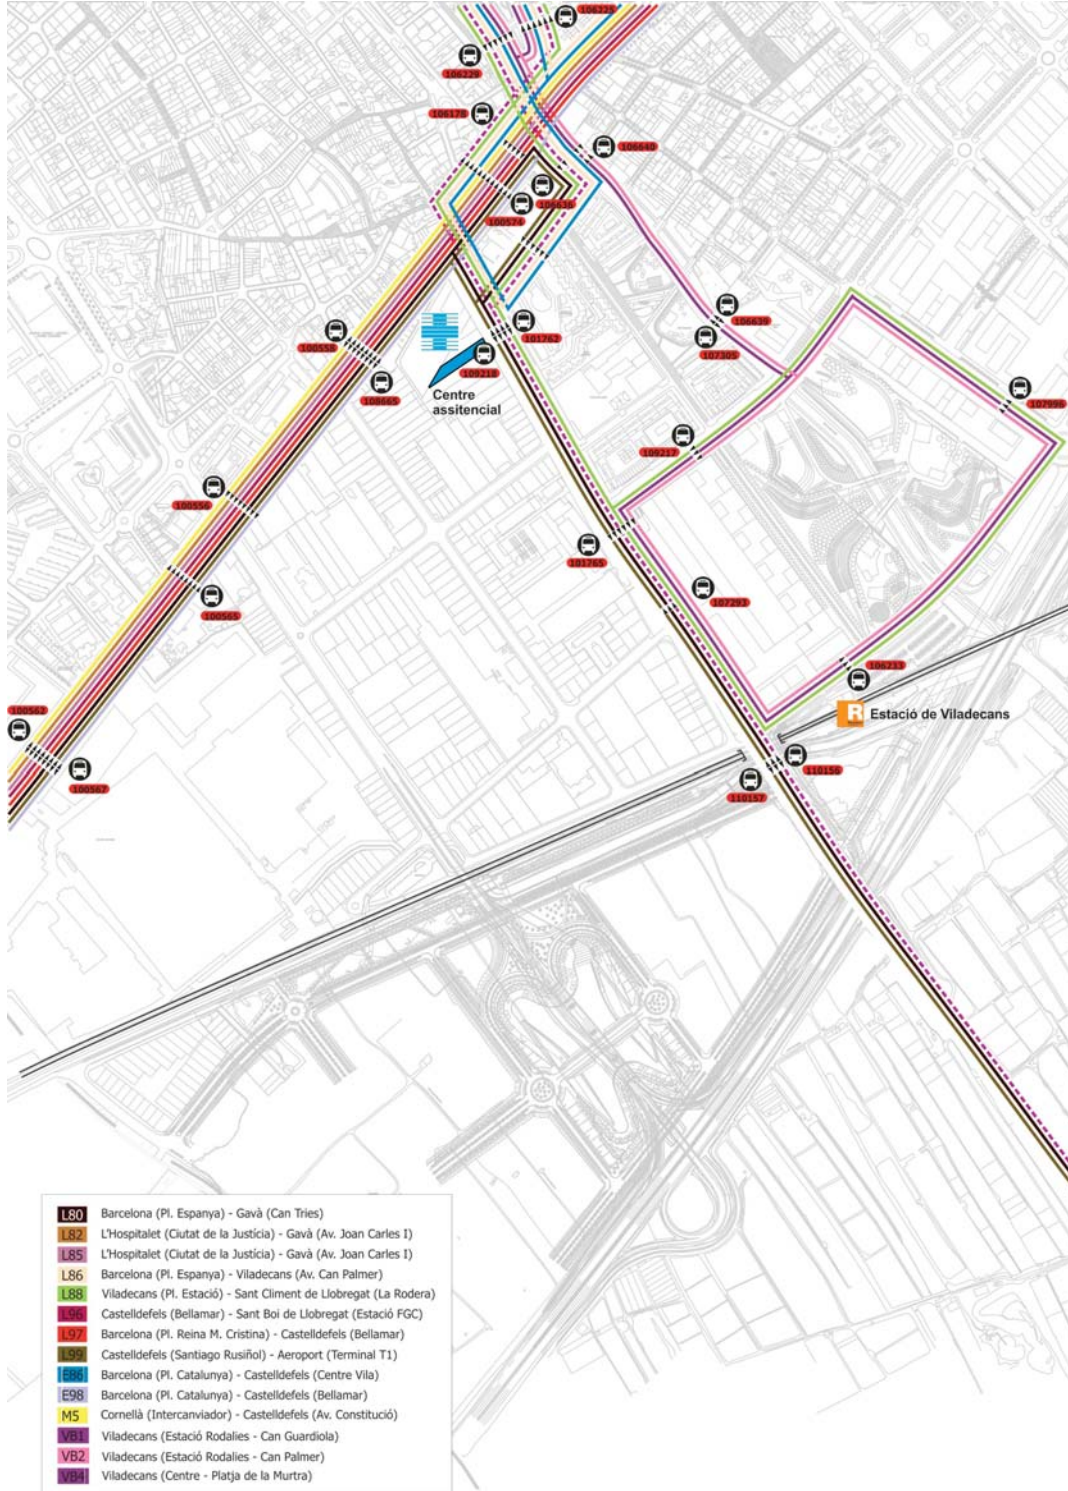 106225
106229
106178
106640
106636
100574
106639
101762
100558
107305
109218
107996
108665
Centre
assitencial
109217
100556
101765
107293
100565
106233
100562
R
Estació de Viladecans
110156
100567
110157
L80 Barcelona (Pl. Espanya) - Gavà (Can Tries)
L82 L'Hospitalet (Ciutat de la Justícia) - Gavà (Av. Joan Carles I)
L85 L'Hospitalet (Ciutat de la Justícia) - Gavà (Av. Joan Carles I)
L86 Barcelona (Pl. Espanya) - Viladecans (Av. Can Palmer)
L88 Viladecans (Pl. Estació) - Sant Climent de Llobregat (La Rodera)
L96 Castelldefels (Bellamar) - Sant Boi de Llobregat (Estació FGC)
L97 Barcelona (Pl. Reina M. Cristina) - Castelldefels (Bellamar)
L99 Castelldefels (Santiago Rusiñol) - Aeroport (Terminal T1)
E86 Barcelona (Pl. Catalunya) - Castelldefels (Centre Vila)
E98 Barcelona (Pl. Catalunya) - Castelldefels (Bellamar)
M5 Cornellà (Intercanviador) - Castelldefels (Av. Constitució)
VB1 Viladecans (Estació Rodalies - Can Guardiola)
VB2 Viladecans (Estació Rodalies - Can Palmer)
VB4 Viladecans (Centre - Platja de la Murtra)